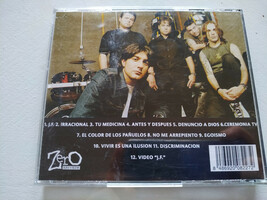 1. J.F. 2. IRRACIONAL 3. TU MEDICINA 4. ANTES Y DESPUES 5. DENUNCIO A DIOS 6.CEREMONIA TV
7. EL COLOR DE LOS PAÑUELOS 8. NO ME ARREPIENTO 9. EGOISMO
10. VIVIR ES UNA ILUSION 11. DISCRIMINACION
12. VIDEO "J.F."
Zero